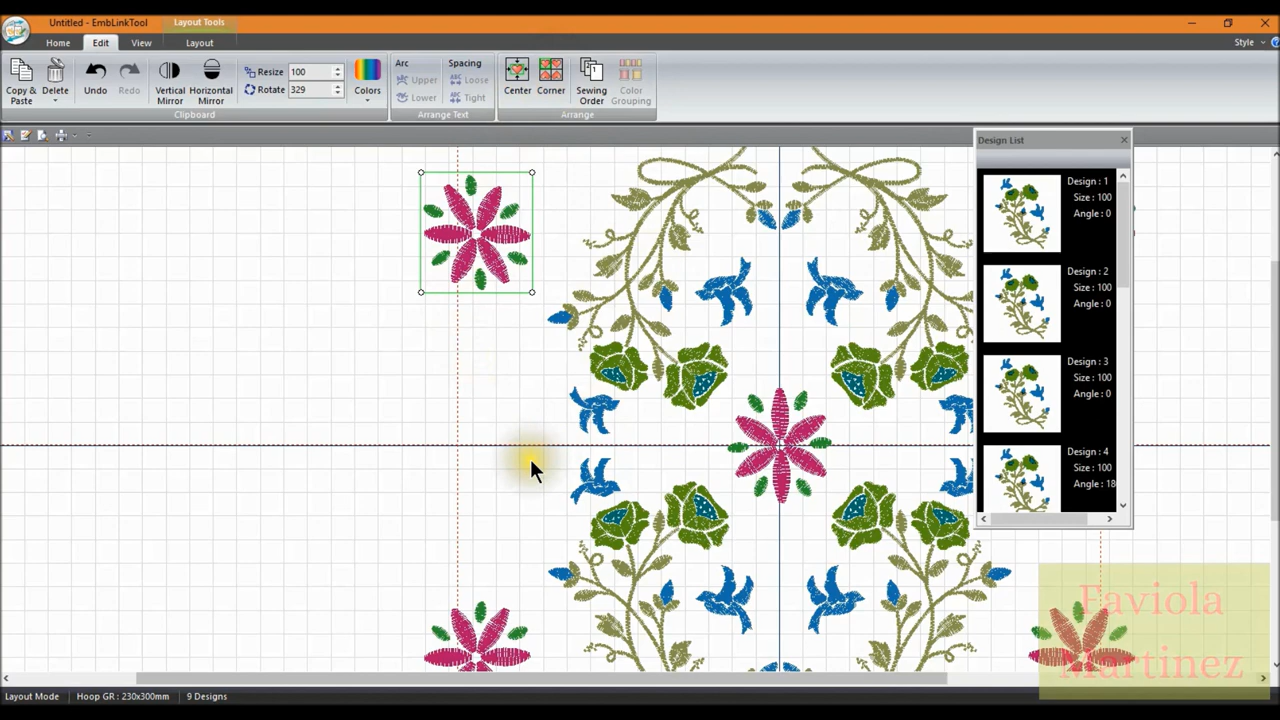 Untitled - EmbLinkTool
Layout Tools
Home Edit View Layout Style
Copy & Paste
Delete
Undo
Redo
Vertical Mirror
Horizontal Mirror
Resize 100
Rotate 329
Colors
Arc
Upper
Lower
Spacing
Loose
Tight
Center
Corner
Sewing Order
Color Grouping
Clipboard
Arrange Text
Arrange
Design List
Design : 1
Size : 100
Angle : 0
Design : 2
Size : 100
Angle : 0
Design : 3
Size : 100
Angle : 0
Design : 4
Size : 100
Angle : 18
Faviola
Martinez
Layout Mode Hoop GR : 230x300mm 9 Designs